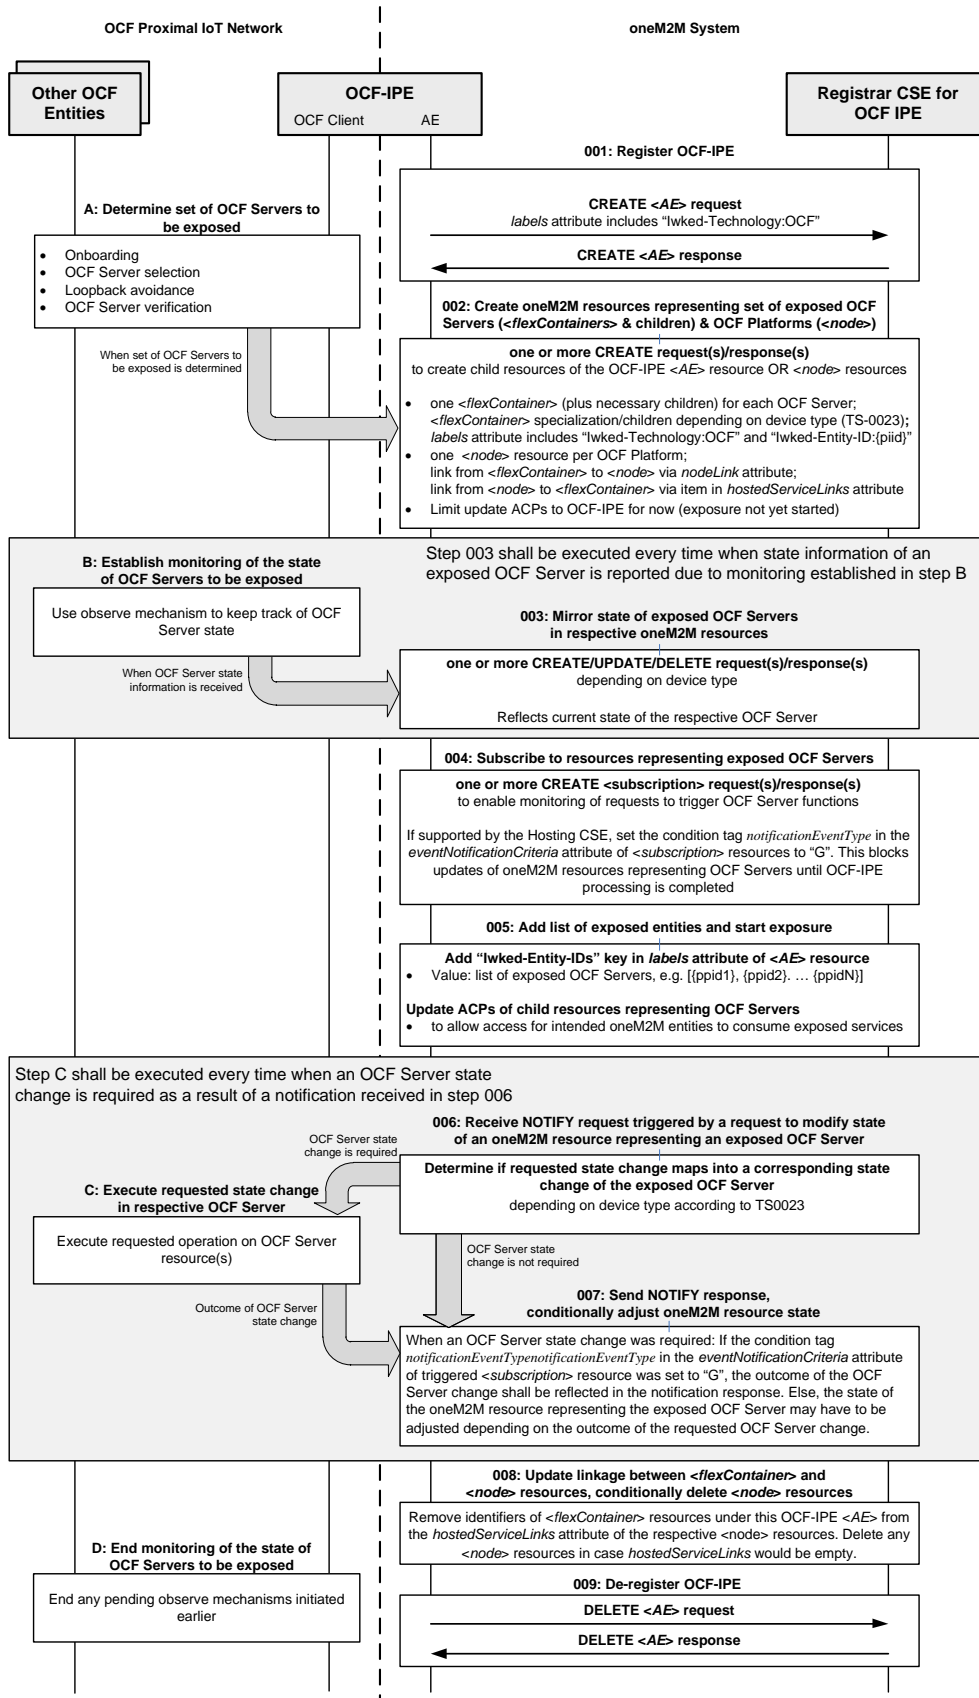 OCF Proximal IoT Network
oneM2M System
Other OCF
Entities
OCF-IPE
OCF Client
AE
Registrar CSE for
OCF IPE
001: Register OCF-IPE
CREATE <AE> request
labels attribute includes “Iwked-Technology:OCF”
CREATE <AE> response
A: Determine set of OCF Servers to
be exposed
• Onboarding
• OCF Server selection
• Loopback avoidance
• OCF Server verification
When set of OCF Servers to
be exposed is determined
002: Create oneM2M resources representing set of exposed OCF
Servers (<flexContainers> & children) & OCF Platforms (<node>)
one or more CREATE request(s)/response(s)
to create child resources of the OCF-IPE <AE> resource OR <node> resources
• one <flexContainer> (plus necessary children) for each OCF Server;
<flexContainer> specialization/children depending on device type (TS-0023);
labels attribute includes “Iwked-Technology:OCF” and “Iwked-Entity-ID:{piid}”
• one <node> resource per OCF Platform;
link from <flexContainer> to <node> via nodeLink attribute;
link from <node> to <flexContainer> via item in hostedServiceLinks attribute
• Limit update ACPs to OCF-IPE for now (exposure not yet started)
B: Establish monitoring of the state
of OCF Servers to be exposed
Use observe mechanism to keep track of OCF
Server state
When OCF Server state
information is received
Step 003 shall be executed every time when state information of an
exposed OCF Server is reported due to monitoring established in step B
003: Mirror state of exposed OCF Servers
in respective oneM2M resources
one or more CREATE/UPDATE/DELETE request(s)/response(s)
depending on device type
Reflects current state of the respective OCF Server
004: Subscribe to resources representing exposed OCF Servers
one or more CREATE <subscription> request(s)/response(s)
to enable monitoring of requests to trigger OCF Server functions
If supported by the Hosting CSE, set the condition tag notificationEventType in the
eventNotificationCriteria attribute of <subscription> resources to “G”. This blocks
updates of oneM2M resources representing OCF Servers until OCF-IPE
processing is completed
005: Add list of exposed entities and start exposure
Add “Iwked-Entity-IDs” key in labels attribute of <AE> resource
• Value: list of exposed OCF Servers, e.g. [{ppid1}, {ppid2}. … {ppidN}]
Update ACPs of child resources representing OCF Servers
• to allow access for intended oneM2M entities to consume exposed services
Step C shall be executed every time when an OCF Server state
change is required as a result of a notification received in step 006
006: Receive NOTIFY request triggered by a request to modify state
of an oneM2M resource representing an exposed OCF Server
OCF Server state
change is required
Determine if requested state change maps into a corresponding state
change of the exposed OCF Server
depending on device type according to TS0023
C: Execute requested state change
in respective OCF Server
Execute requested operation on OCF Server
resource(s)
OCF Server state
change is not required
Outcome of OCF Server
state change
007: Send NOTIFY response,
conditionally adjust oneM2M resource state
When an OCF Server state change was required: If the condition tag
notificationEventTypenotificationEventType in the eventNotificationCriteria attribute
of triggered <subscription> resource was set to “G”, the outcome of the OCF
Server change shall be reflected in the notification response. Else, the state of
the oneM2M resource representing the exposed OCF Server may have to be
adjusted depending on the outcome of the requested OCF Server change.
008: Update linkage between <flexContainer> and
<node> resources, conditionally delete <node> resources
Remove identifiers of <flexContainer> resources under this OCF-IPE <AE> from
the hostedServiceLinks attribute of the respective <node> resources. Delete any
<node> resources in case hostedServiceLinks would be empty.
D: End monitoring of the state of
OCF Servers to be exposed
End any pending observe mechanisms initiated
earlier
009: De-register OCF-IPE
DELETE <AE> request
DELETE <AE> response